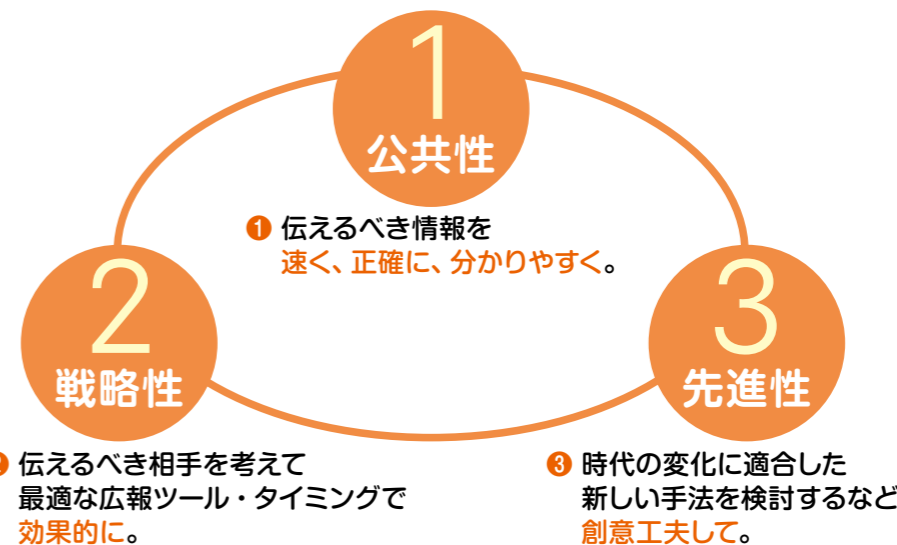 1
公共性
❶ 伝えるべき情報を
速く、正確に、分かりやすく。
2
戦略性
❷ 伝えるべき相手を考えて
最適な広報ツール・タイミングで
効果的に。
3
先進性
❸ 時代の変化に適合した
新しい手法を検討するなど
創意工夫して。